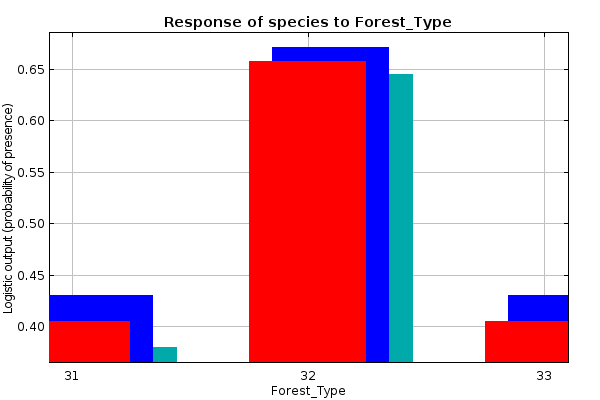 Response of species to Forest_Type
Logistic output (probability of presence)
0.65
0.60
0.55
0.50
0.45
0.40
31 32 33
Forest_Type